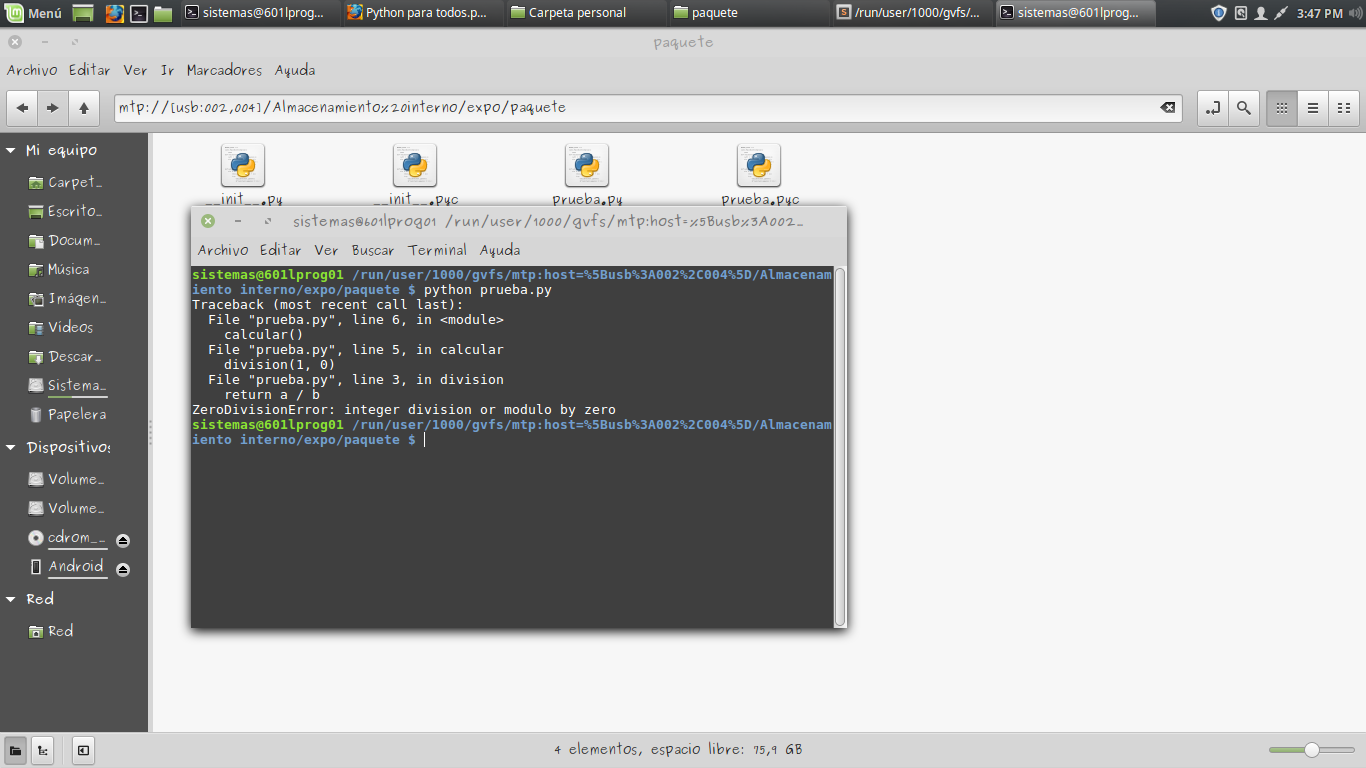 Menú
sistemas@601lprog...
Python para todos.p...
Carpeta personal
paquete
/run/user/1000/gvfs/...
sistemas@601lprog...
3:47 PM
paquete
Archivo Editar Ver Ir Marcadores Ayuda
mtp://[usb:002,004]/Almacenamiento%20interno/expo/paquete
Mi equipo
Carpet...
Escrito...
Docum...
Música
Imágen...
Vídeos
Descar...
Sistema...
Papelera
Dispositivos
Volume...
Volume...
cdrom_...
Android
Red
Red
__init__.py
__init__.pyc
prueba.py
prueba.pyc
sistemas@601lprog01 /run/user/1000/gvfs/mtp:host=%5Busb%3A002...
Archivo Editar Ver Buscar Terminal Ayuda
sistemas@601lprog01 /run/user/1000/gvfs/mtp:host=%5Busb%3A002%2C004%5D/Almacenam
iento interno/expo/paquete $ python prueba.py
Traceback (most recent call last):
  File "prueba.py", line 6, in <module>
    calcular()
  File "prueba.py", line 5, in calcular
    division(1, 0)
  File "prueba.py", line 3, in division
    return a / b
ZeroDivisionError: integer division or modulo by zero
sistemas@601lprog01 /run/user/1000/gvfs/mtp:host=%5Busb%3A002%2C004%5D/Almacenam
iento interno/expo/paquete $
4 elementos, espacio libre: 75,9 GB